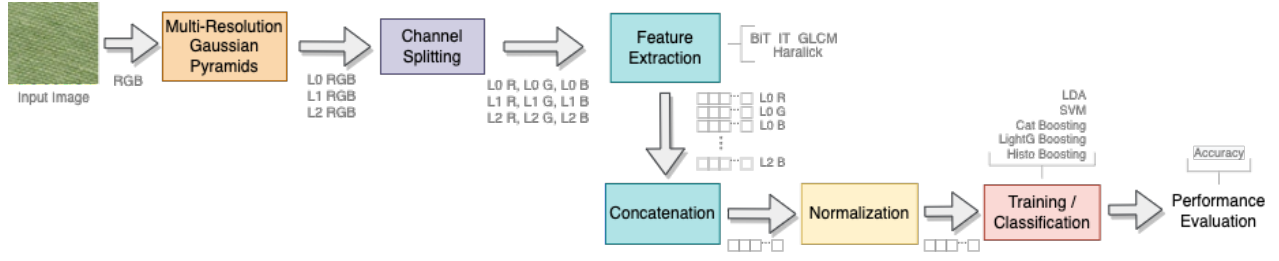 Input Image
RGB
Multi-Resolution
Gaussian
Pyramids
L0 RGB
L1 RGB
L2 RGB
Channel
Splitting
L0 R, L0 G, L0 B
L1 R, L1 G, L1 B
L2 R, L2 G, L2 B
Feature
Extraction
BiT IT GLCM
Haralick
L0 R
L0 G
L0 B
L2 B
Concatenation
Normalization
LDA
SVM
Cat Boosting
LightG Boosting
Histo Boosting
Training /
Classification
Accuracy
Performance
Evaluation